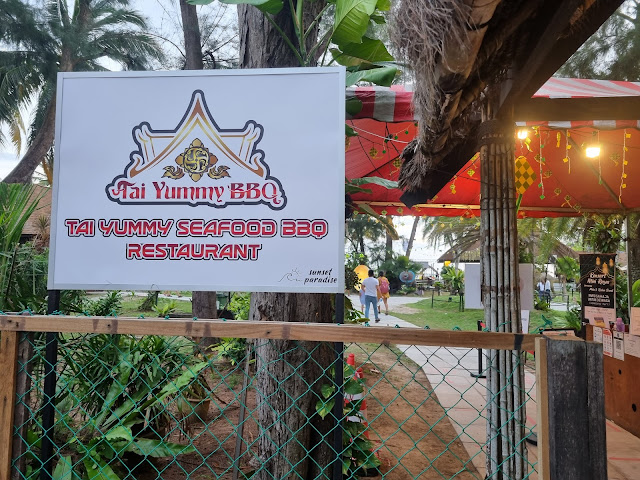 Tai Yummy BBQ
TAI YUMMY SEAFOOD BBQ
RESTAURANT
sunset
paradise